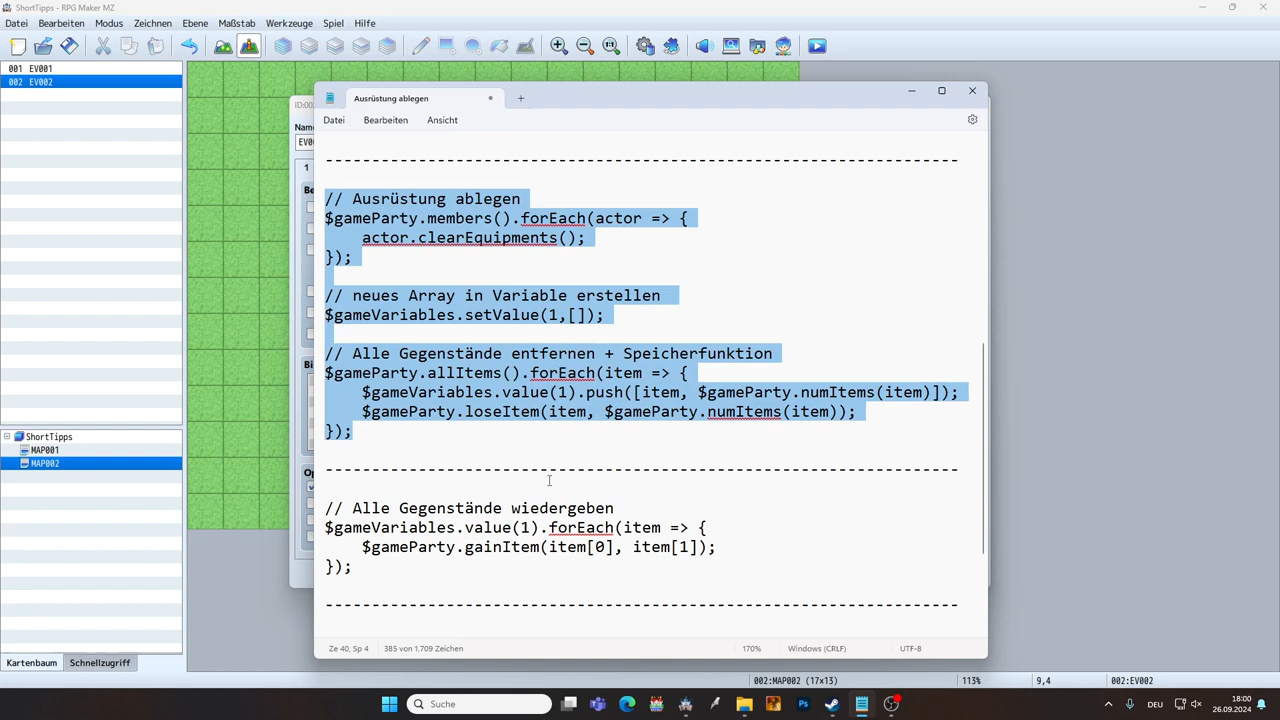 ShortTipps - RPG Maker MZ
Datei Bearbeiten Modus Zeichnen Ebene Maßstab Werkzeuge Spiel Hilfe
001 EV001
002 EV002
Ausrüstung ablegen
Datei Bearbeiten Ansicht
--------------------------------------------------------------------
// Ausrüstung ablegen
$gameParty.members().forEach(actor => {
actor.clearEquipments();
});
// neues Array in Variable erstellen
$gameVariables.setValue(1,[]);
// Alle Gegenstände entfernen + Speicherfunktion
$gameParty.allItems().forEach(item => {
$gameVariables.value(1).push([item, $gameParty.numItems(item)]);
$gameParty.loseItem(item, $gameParty.numItems(item));
});
--------------------------------------------------------------------
// Alle Gegenstände wiedergeben
$gameVariables.value(1).forEach(item => {
$gameParty.gainItem(item[0], item[1]);
});
--------------------------------------------------------------------
Ze 40, Sp 4 385 von 1.709 Zeichen 170% Windows (CRLF) UTF-8
ShortTipps
MAP001
MAP002
Kartenbaum Schnellzugriff
002:MAP002 (17×13) 113% 9,4 002:EV002
Suche
DEU
18:00
26.09.2024